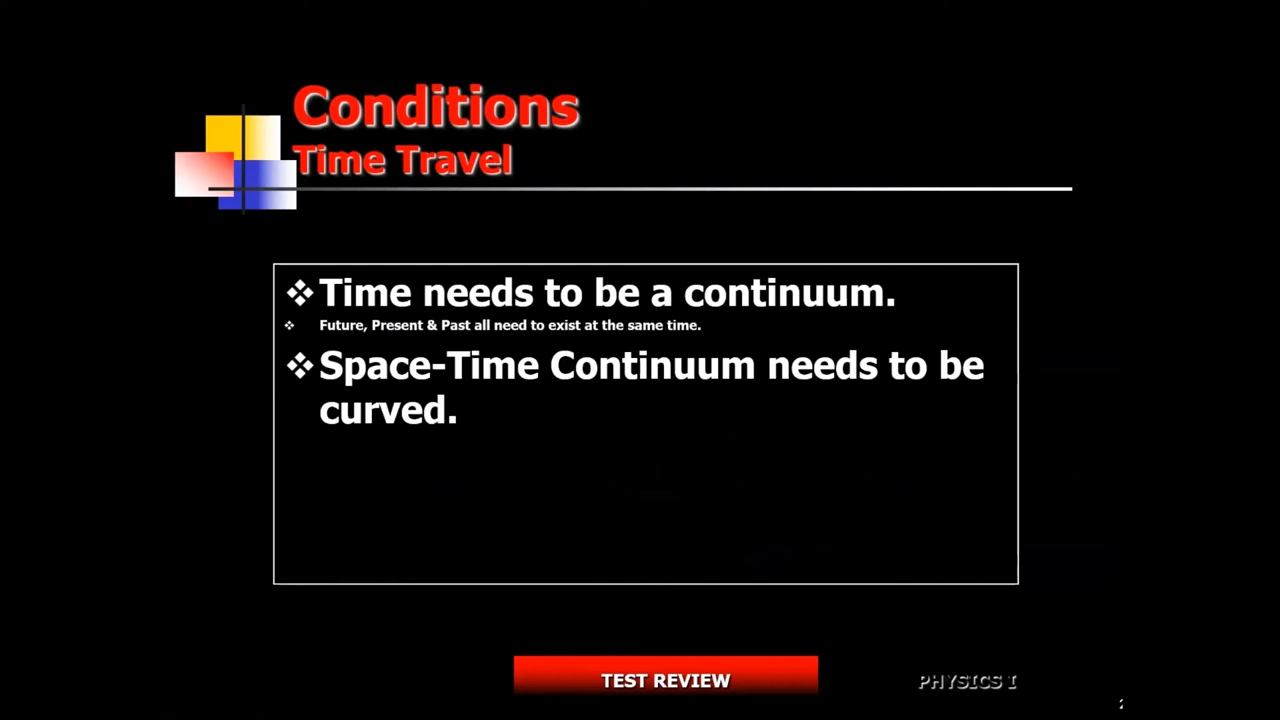 Conditions
Time Travel
❖Time needs to be a continuum.
❖ Future, Present & Past all need to exist at the same time.
❖Space-Time Continuum needs to be
curved.
TEST REVIEW
PHYSICS I